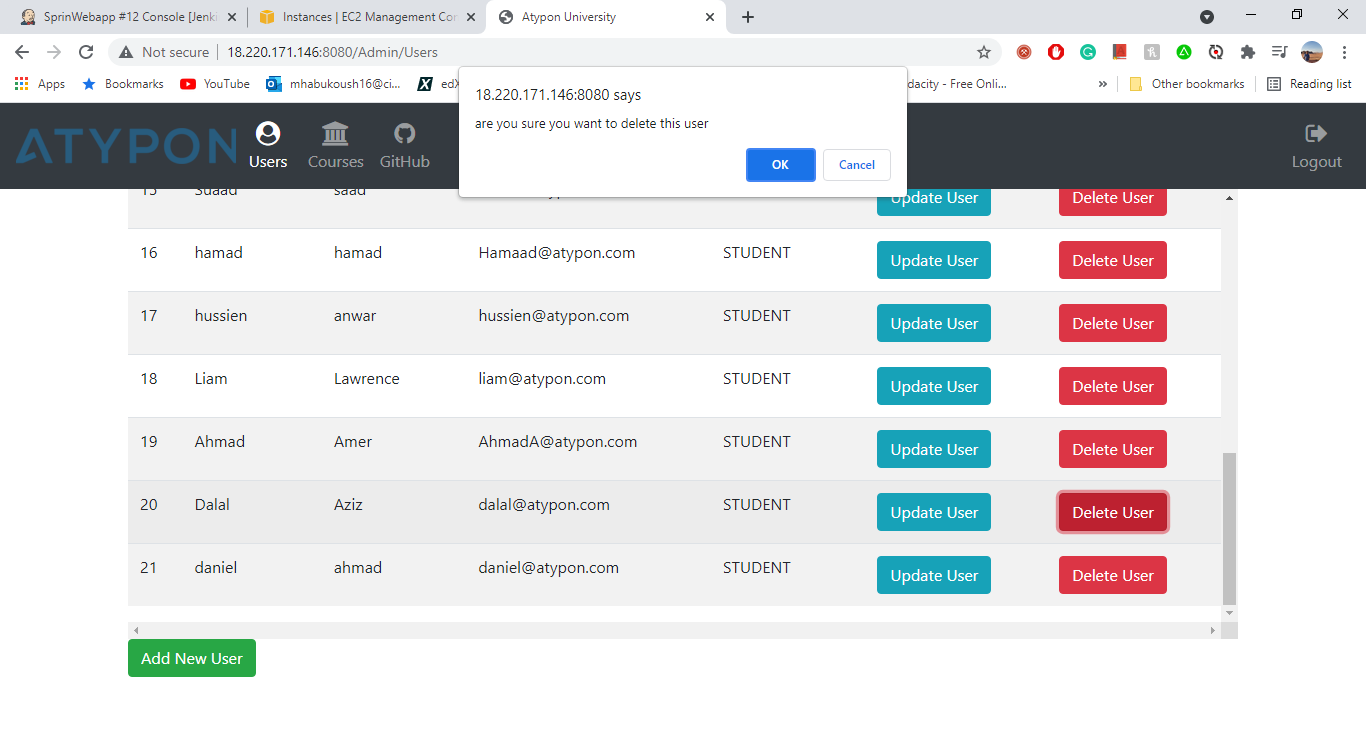 SprinWebapp #12 Console [Jenki
Instances | EC2 Management Con
Atypon University
Not secure
18.220.171.146:8080/Admin/Users
Apps
Bookmarks
YouTube
mhabukoush16@ci...
edX
dacity - Free Onli...
»
Other bookmarks
Reading list
18.220.171.146:8080 says
are you sure you want to delete this user
OK
Cancel
ATYPON
Users
Courses
GitHub
Logout
15 Suaad saad Update User Delete User
16 hamad hamad Hamaad@atypon.com STUDENT Update User Delete User
17 hussien anwar hussien@atypon.com STUDENT Update User Delete User
18 Liam Lawrence liam@atypon.com STUDENT Update User Delete User
19 Ahmad Amer AhmadA@atypon.com STUDENT Update User Delete User
20 Dalal Aziz dalal@atypon.com STUDENT Update User Delete User
21 daniel ahmad daniel@atypon.com STUDENT Update User Delete User
Add New User